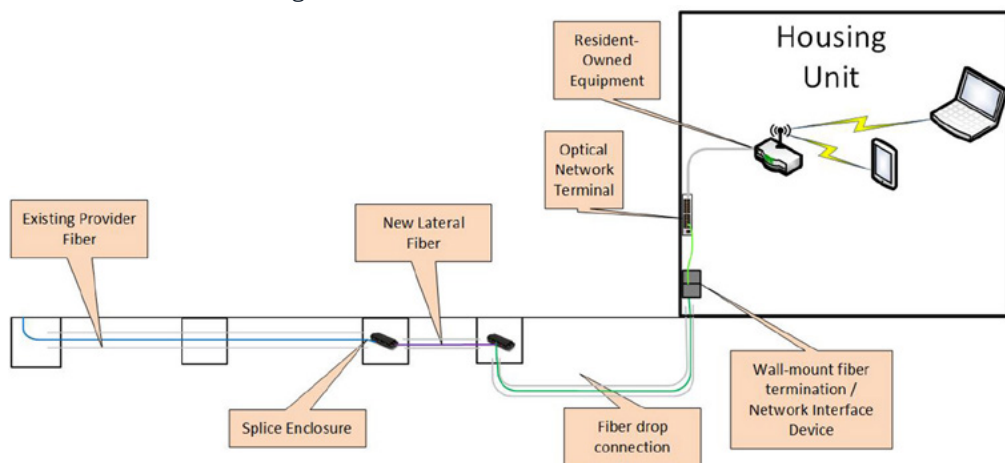 Housing
Unit
Resident-
Owned
Equipment
Optical
Network
Terminal
Existing Provider
Fiber
New Lateral
Fiber
Splice Enclosure
Fiber drop
connection
Wall-mount fiber
termination /
Network Interface
Device